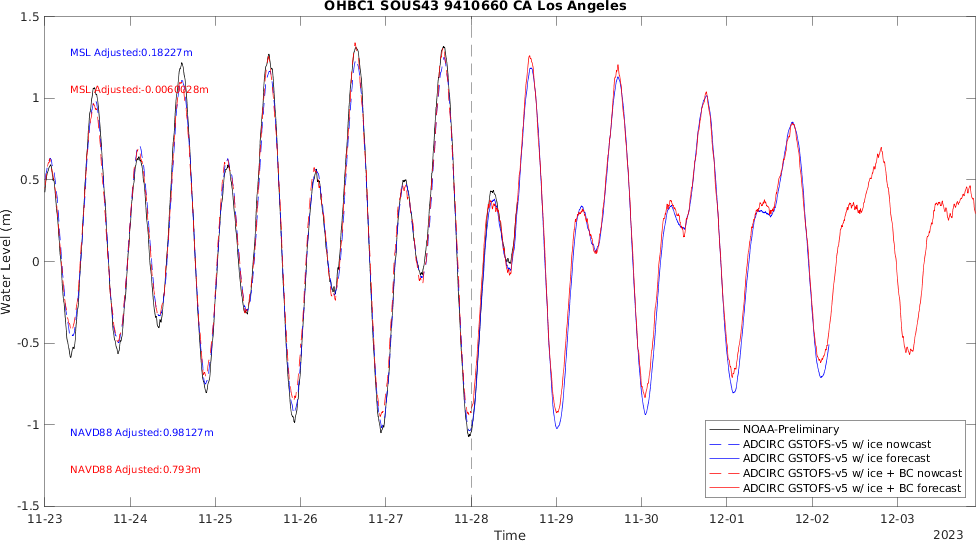 OHBC1 SOUS43 9410660 CA Los Angeles
1.5
1
0.5
0
-0.5
-1
-1.5
Water Level (m)
MSL Adjusted:0.18227m
MSL Adjusted:-0.0060028m
NAVD88 Adjusted:0.98127m
NAVD88 Adjusted:0.793m
NOAA-Preliminary
ADCIRC GSTOFS-v5 w/ ice nowcast
ADCIRC GSTOFS-v5 w/ ice forecast
ADCIRC GSTOFS-v5 w/ ice + BC nowcast
ADCIRC GSTOFS-v5 w/ ice + BC forecast
11-23 11-24 11-25 11-26 11-27 11-28 11-29 11-30 12-01 12-02 12-03
Time
2023